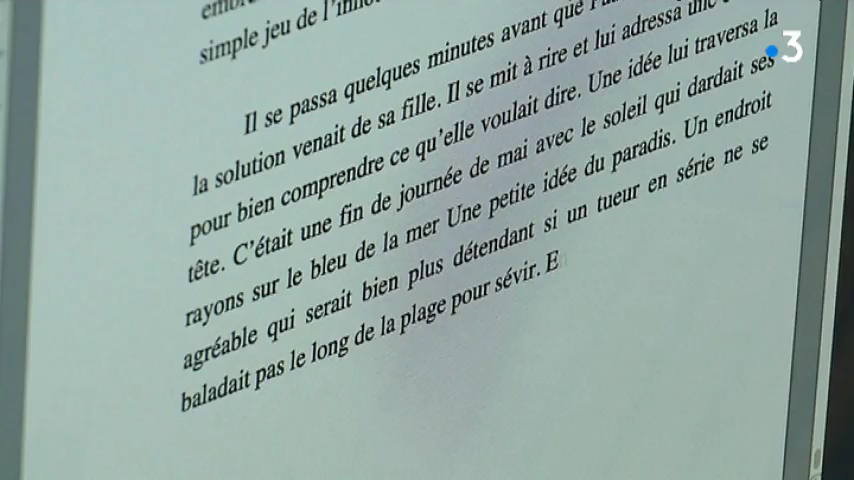 simple jeu de
Il se passa quelques minutes avant que
la solution venait de sa fille. Il se mit à rire et lui adressa une
pour bien comprendre ce qu'elle voulait dire. Une idée lui traversa la
tête. C'était une fin de journée de mai avec le soleil qui dardait ses
rayons sur le bleu de la mer Une petite idée du paradis. Un endroit
agréable qui serait bien plus détendant si un tueur en série ne se
baladait pas le long de la plage pour sévir. E
3